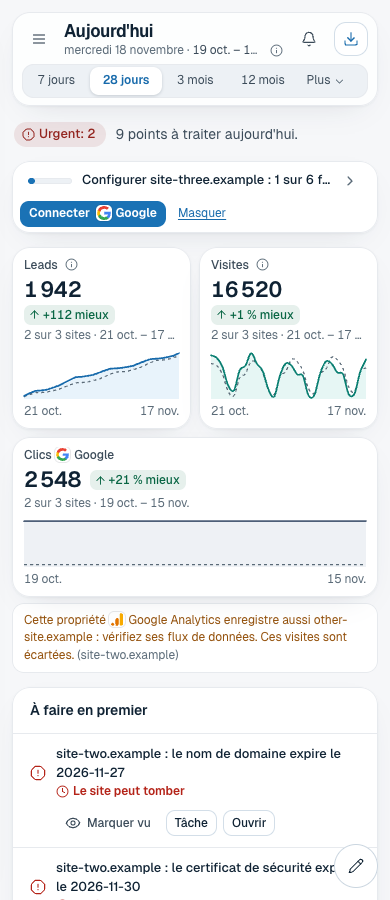 Aujourd'hui
mercredi 18 novembre · 19 oct. – 1…
7 jours
28 jours
3 mois
12 mois
Plus
Urgent: 2
9 points à traiter aujourd'hui.
Configurer site-three.example : 1 sur 6 f…
Connecter Google
Masquer
Leads
1 942
+112 mieux
2 sur 3 sites · 21 oct. – 17 …
21 oct.
17 nov.
Visites
16 520
+1 % mieux
2 sur 3 sites · 21 oct. – 17 …
21 oct.
17 nov.
Clics Google
2 548
+21 % mieux
2 sur 3 sites · 19 oct. – 15 nov.
19 oct.
15 nov.
Cette propriété Google Analytics enregistre aussi other-
site.example : vérifiez ses flux de données. Ces visites sont
écartées. (site-two.example)
À faire en premier
site-two.example : le nom de domaine expire le
2026-11-27
Le site peut tomber
Marquer vu
Tâche
Ouvrir
site-two.example : le certificat de sécurité
le 2026-11-30